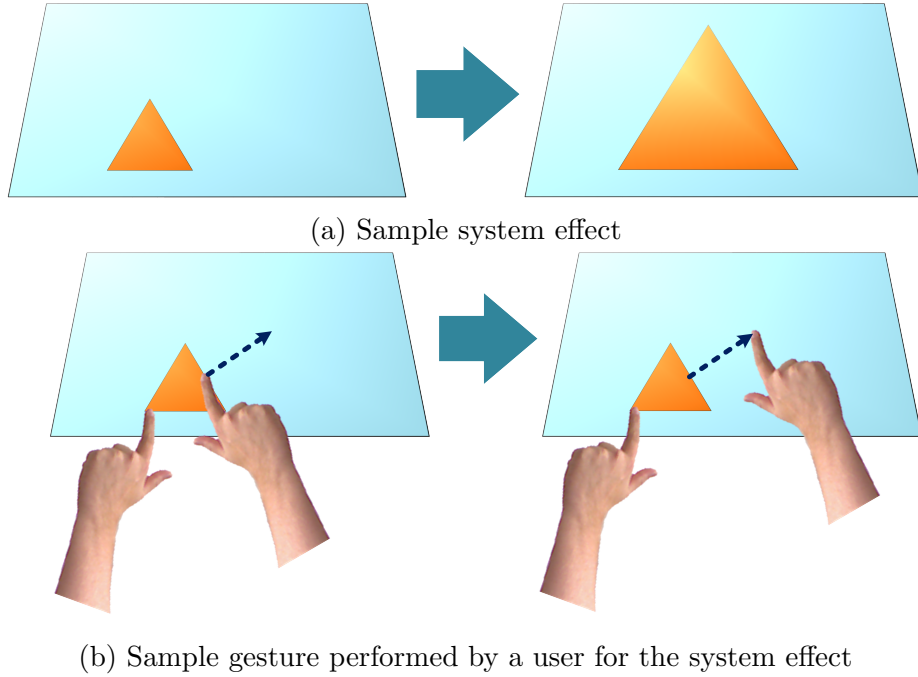 (a) Sample system effect
(b) Sample gesture performed by a user for the system effect